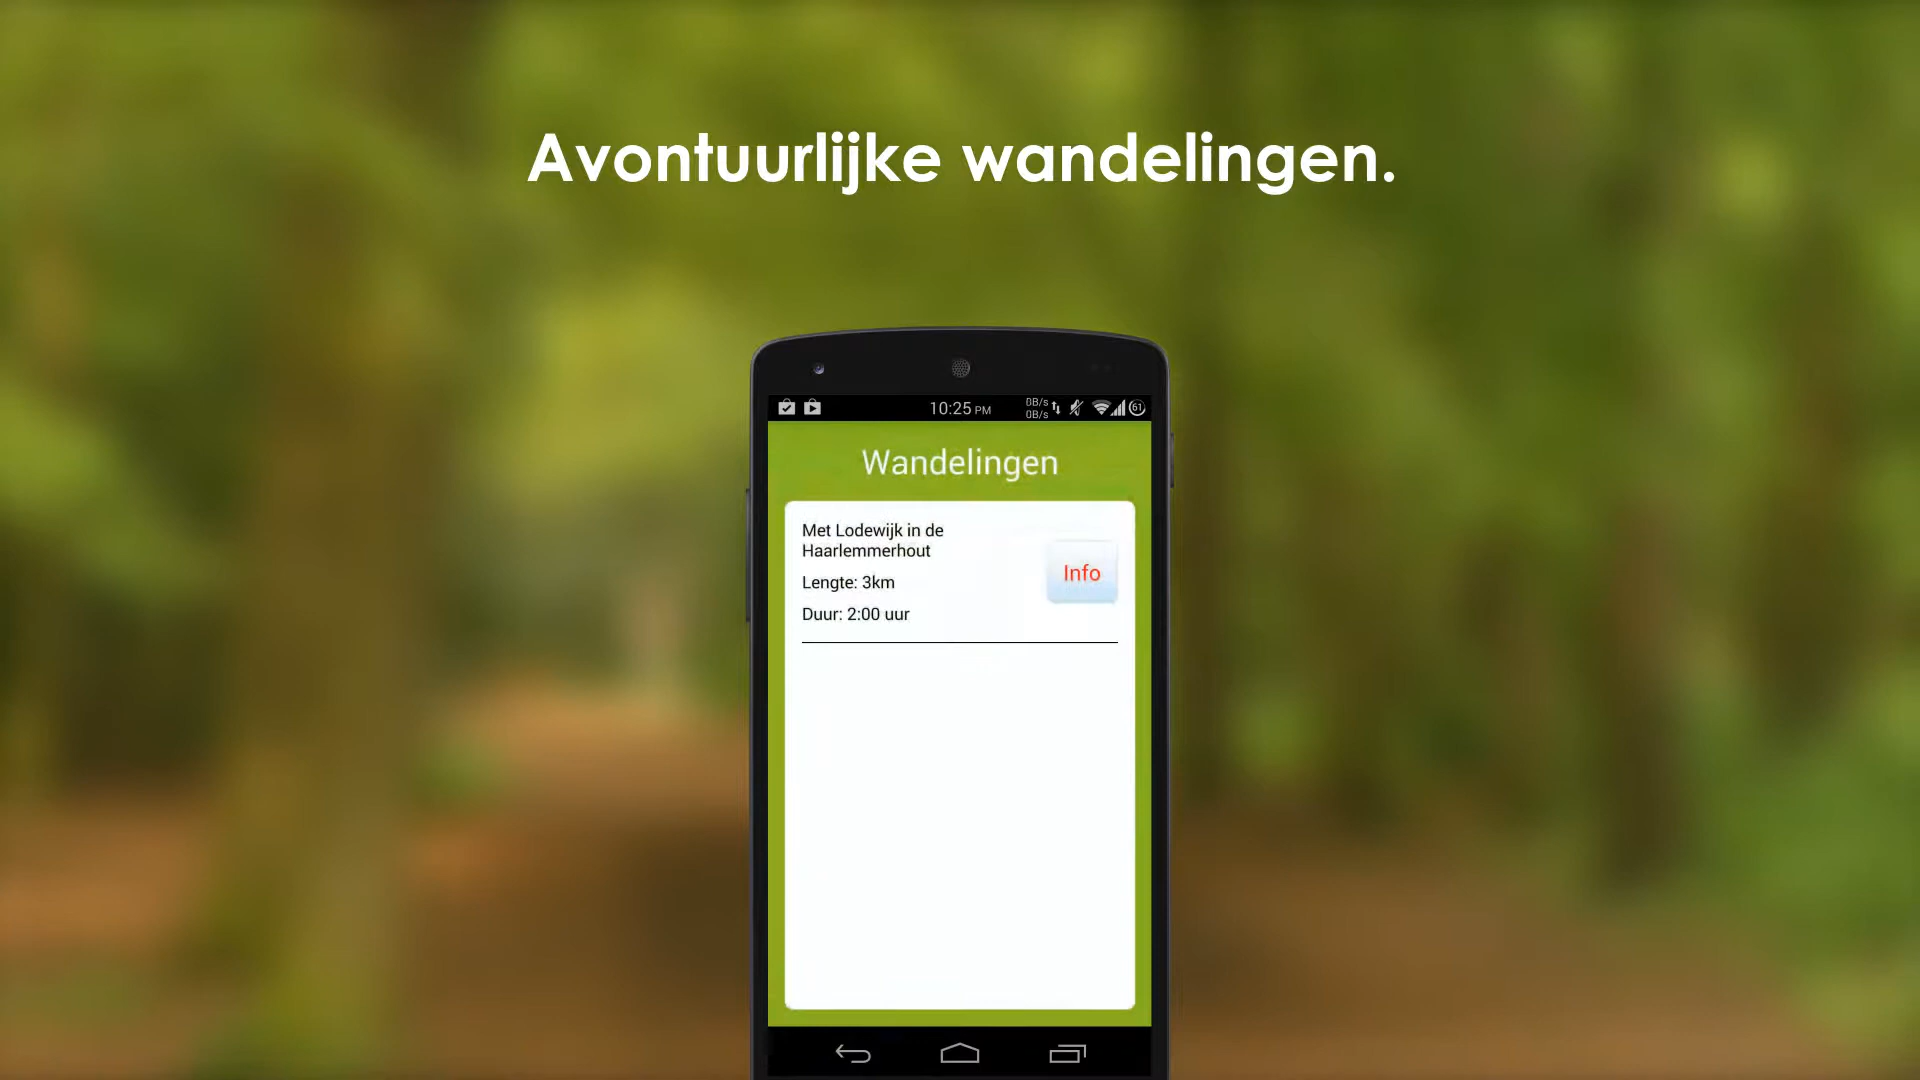 Avontuurlijke wandelingen.
10:25 PM
0B/s
0B/s
61
Wandelingen
Met Lodewijk in de
Haarlemmerhout
Info
Lengte: 3km
Duur: 2:00 uur